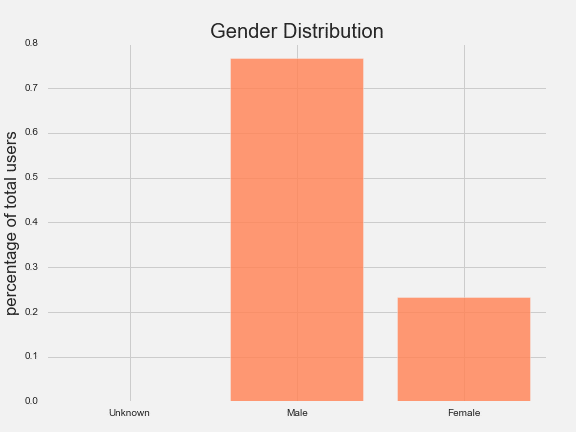 Gender Distribution
percentage of total users
0.8
0.7
0.6
0.5
0.4
0.3
0.2
0.1
0.0
Unknown
Male
Female